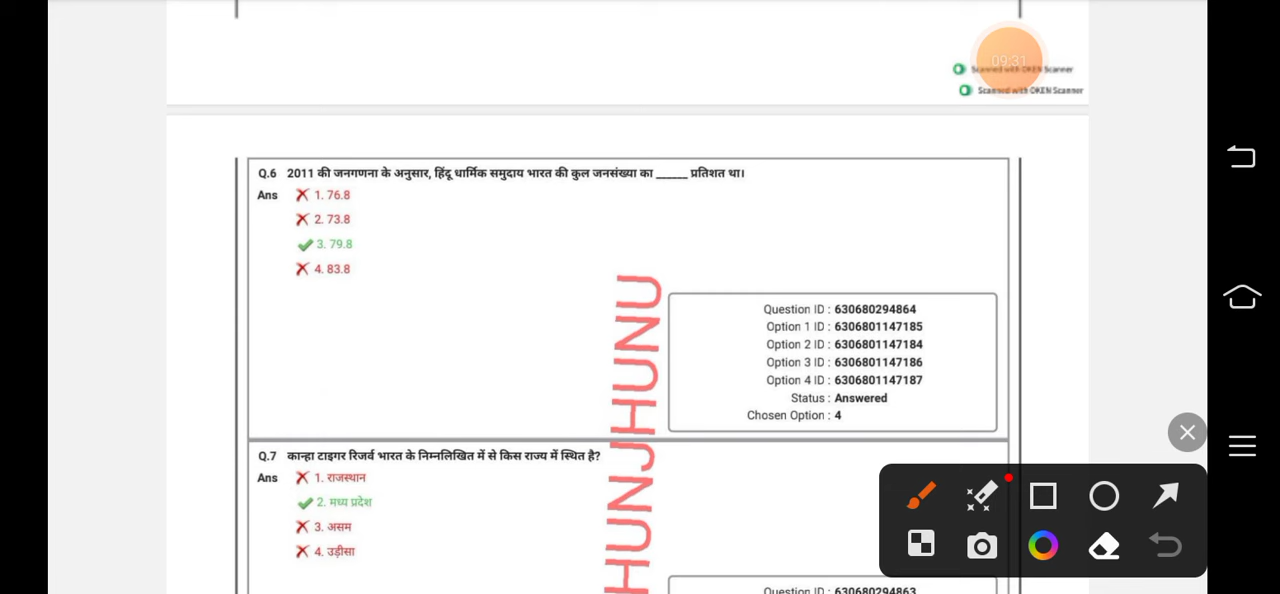 09:31
Scanned with OKEN Scanner
Scanned with OKEN Scanner
Q.6 2011 की जनगणना के अनुसार, हिंदू धार्मिक समुदाय भारत की कुल जनसंख्या का ______ प्रतिशत था।
Ans 1. 76.8
2. 73.8
3. 79.8
4. 83.8
Question ID : 630680294864
Option 1 ID : 6306801147185
Option 2 ID : 6306801147184
Option 3 ID : 6306801147186
Option 4 ID : 6306801147187
Status : Answered
Chosen Option : 4
HUNJHUNU
Q.7 कान्हा टाइगर रिजर्व भारत के निम्नलिखित में से किस राज्य में स्थित है?
Ans 1. राजस्थान
2. मध्य प्रदेश
3. असम
4. उड़ीसा
Question ID : 630680294863